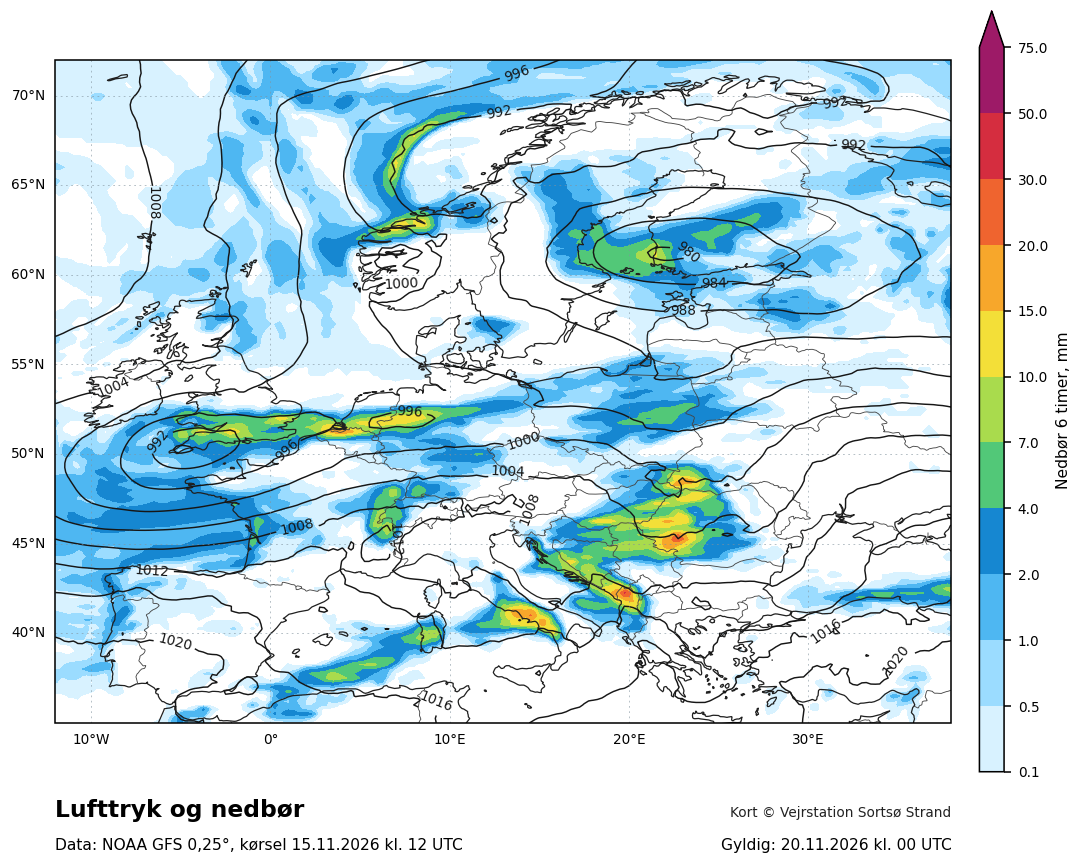 75.0
50.0
30.0
20.0
15.0
10.0
7.0
4.0
2.0
1.0
0.5
0.1
Nedbør 6 timer, mm
70°N
65°N
60°N
55°N
50°N
45°N
40°N
10°W
0°
10°E
20°E
30°E
996
992
992
992
1008
980
984
988
1000
1004
996
992
996
1000
1004
1008
1008
1012
1012
1020
1016
1016
1020
Lufttryk og nedbør
Kort © Vejrstation Sortsø Strand
Data: NOAA GFS 0,25°, kørsel 15.11.2026 kl. 12 UTC
Gyldig: 20.11.2026 kl. 00 UTC